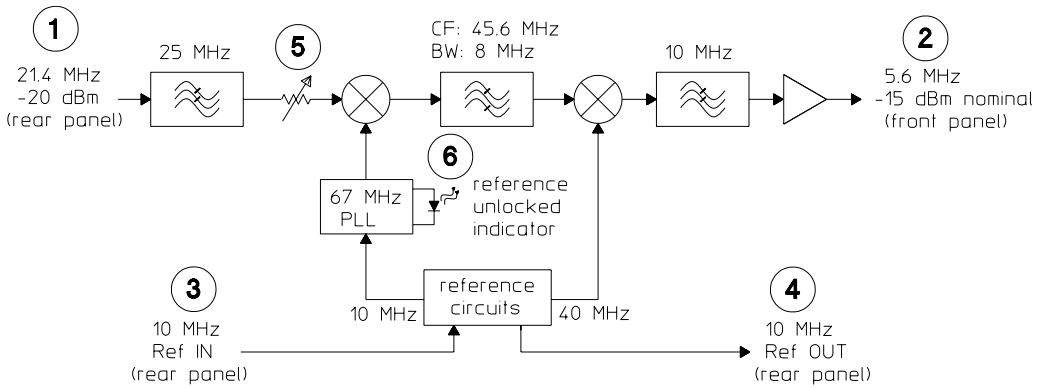 1
21.4 MHz
-20 dBm
(rear panel)
25 MHz
5
CF: 45.6 MHz
BW: 8 MHz
10 MHz
2
5.6 MHz
-15 dBm nominal
(front panel)
67 MHz
PLL
6
reference
unlocked
indicator
3
10 MHz
Ref IN
(rear panel)
10 MHz
reference
circuits
40 MHz
4
10 MHz
Ref OUT
(rear panel)